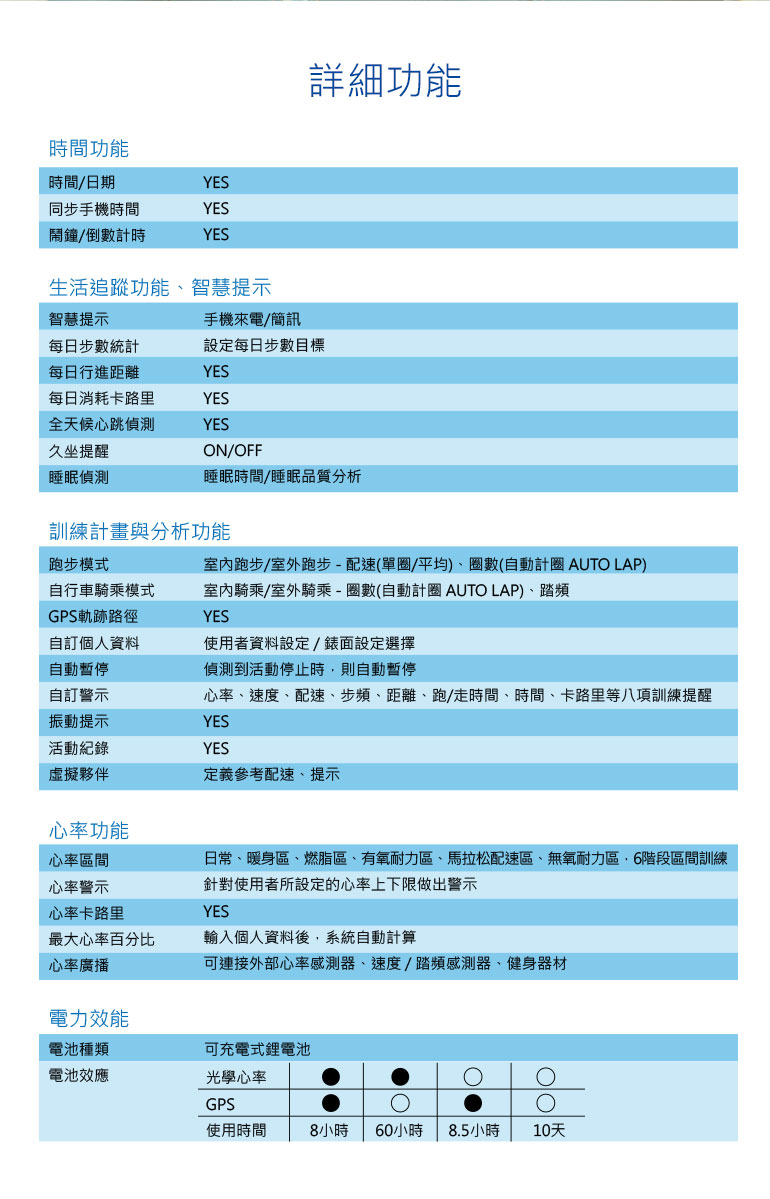 詳細功能
時間功能
時間/日期 YES
同步手機時間 YES
鬧鐘/倒數計時 YES
生活追蹤功能、智慧提示
智慧提示 手機來電/簡訊
每日步數統計 設定每日步數目標
每日行進距離 YES
每日消耗卡路里 YES
全天候心跳偵測 YES
久坐提醒 ON/OFF
睡眠偵測 睡眠時間/睡眠品質分析
訓練計畫與分析功能
跑步模式 室內跑步/室外跑步 - 配速(單圈/平均)、圈數(自動計圈 AUTO LAP)
自行車騎乘模式 室內騎乘/室外騎乘 - 圈數(自動計圈 AUTO LAP)、踏頻
GPS軌跡路徑 YES
自訂個人資料 使用者資料設定 / 錶面設定選擇
自動暫停 偵測到活動停止時，則自動暫停
自訂警示 心率、速度、配速、步頻、距離、跑/走時間、時間、卡路里等八項訓練提醒
振動提示 YES
活動紀錄 YES
虛擬夥伴 定義參考配速、提示
心率功能
心率區間 日常、暖身區、燃脂區、有氧耐力區、馬拉松配速區、無氧耐力區，6階段區間訓練
心率警示 針對使用者所設定的心率上下限做出警示
心率卡路里 YES
最大心率百分比 輸入個人資料後，系統自動計算
心率廣播 可連接外部心率感測器、速度 / 踏頻感測器、健身器材
電力效能
電池種類 可充電式鋰電池
電池效應 光學心率 ● ● ○ ○
GPS ● ○ ● ○
使用時間 8小時 60小時 8.5小時 10天